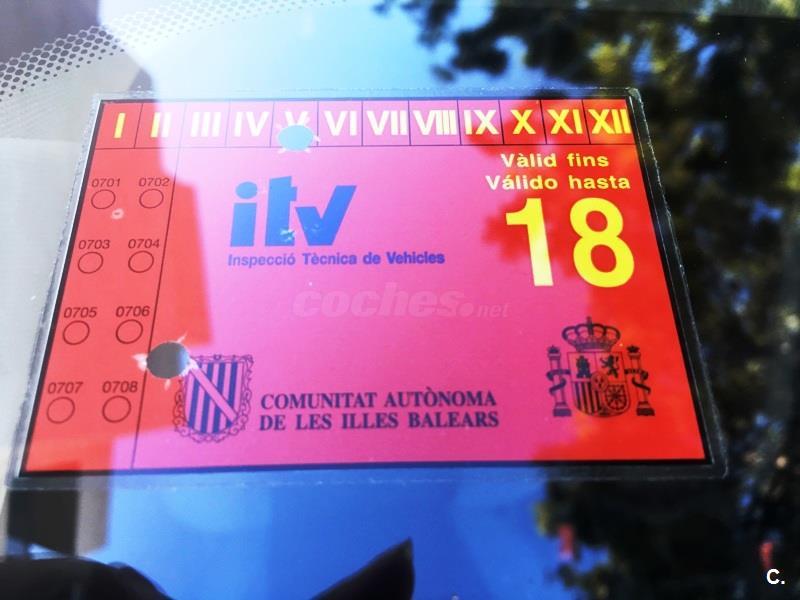 I II III IV V VI VII VIII IX X XI XII
Vàlid fins
Válido hasta
18
0701 0702
itv
Inspecció Tècnica de Vehicles
0703 0704
coches.net
0705 0706
0707 0708
COMUNITAT AUTÒNOMA
DE LES ILLES BALEARS
C.